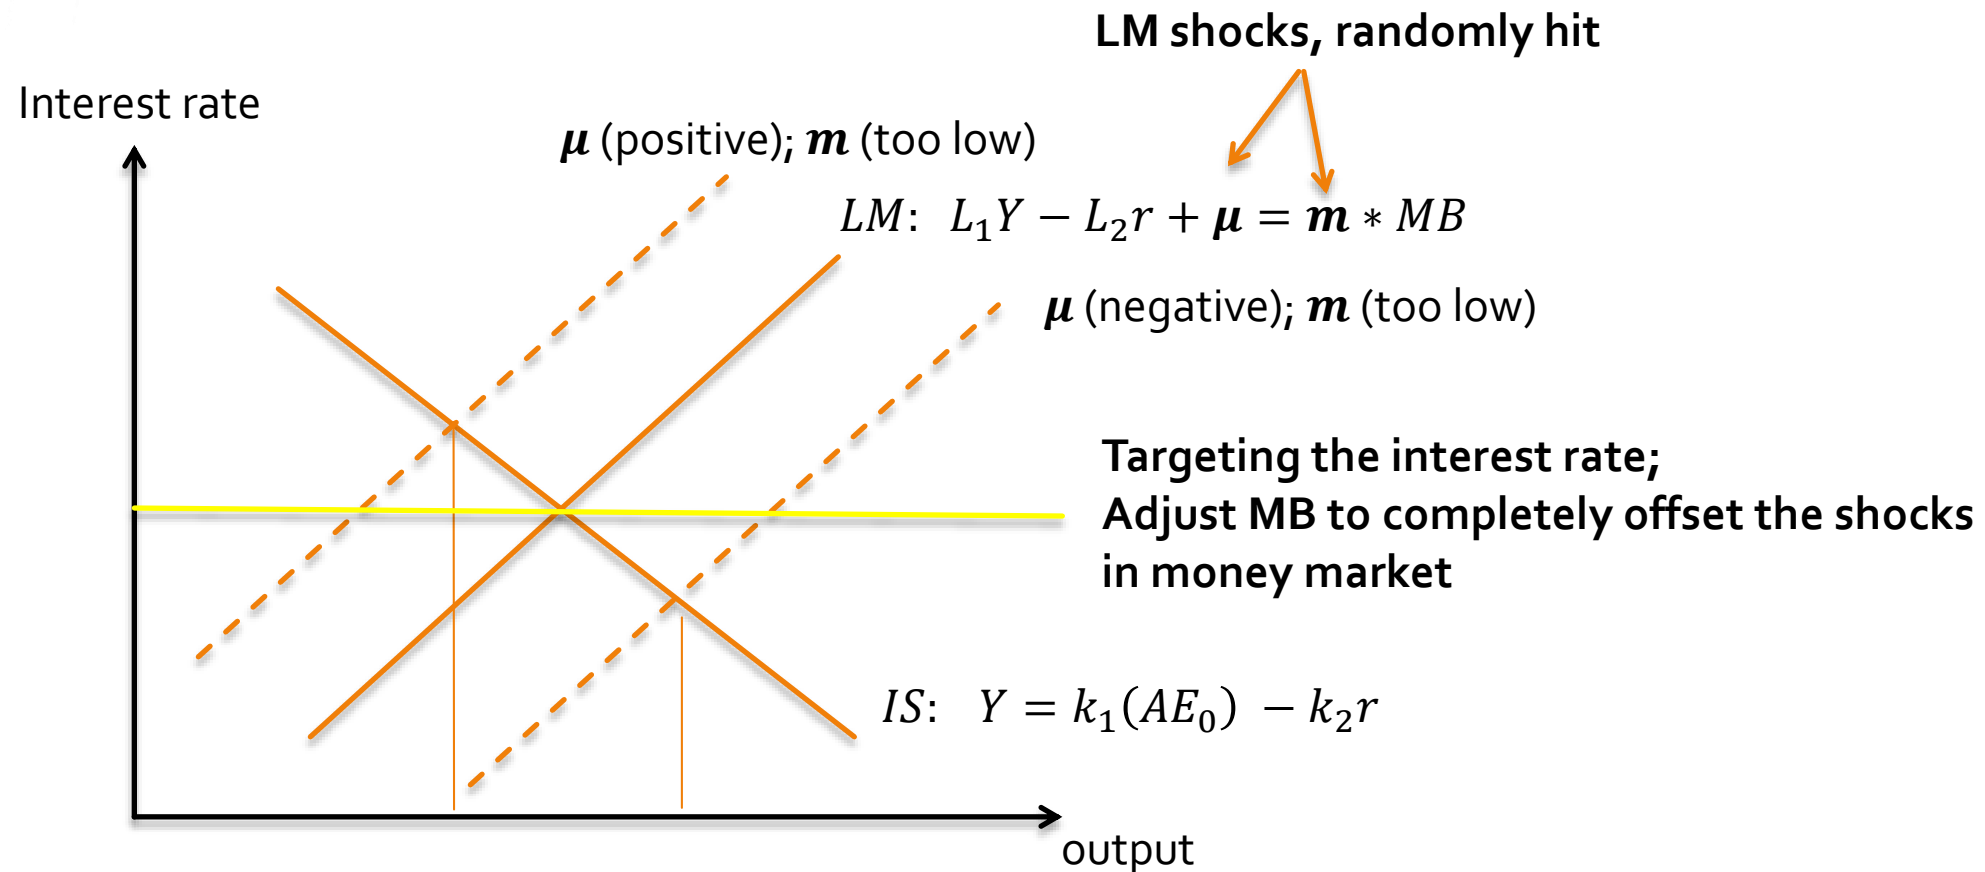 LM shocks, randomly hit
Interest rate
μ (positive); m (too low)
LM: L₁Y − L₂r + μ = m ∗ MB
μ (negative); m (too low)
Targeting the interest rate;
Adjust MB to completely offset the shocks
in money market
IS: Y = k₁(AE₀) − k₂r
output